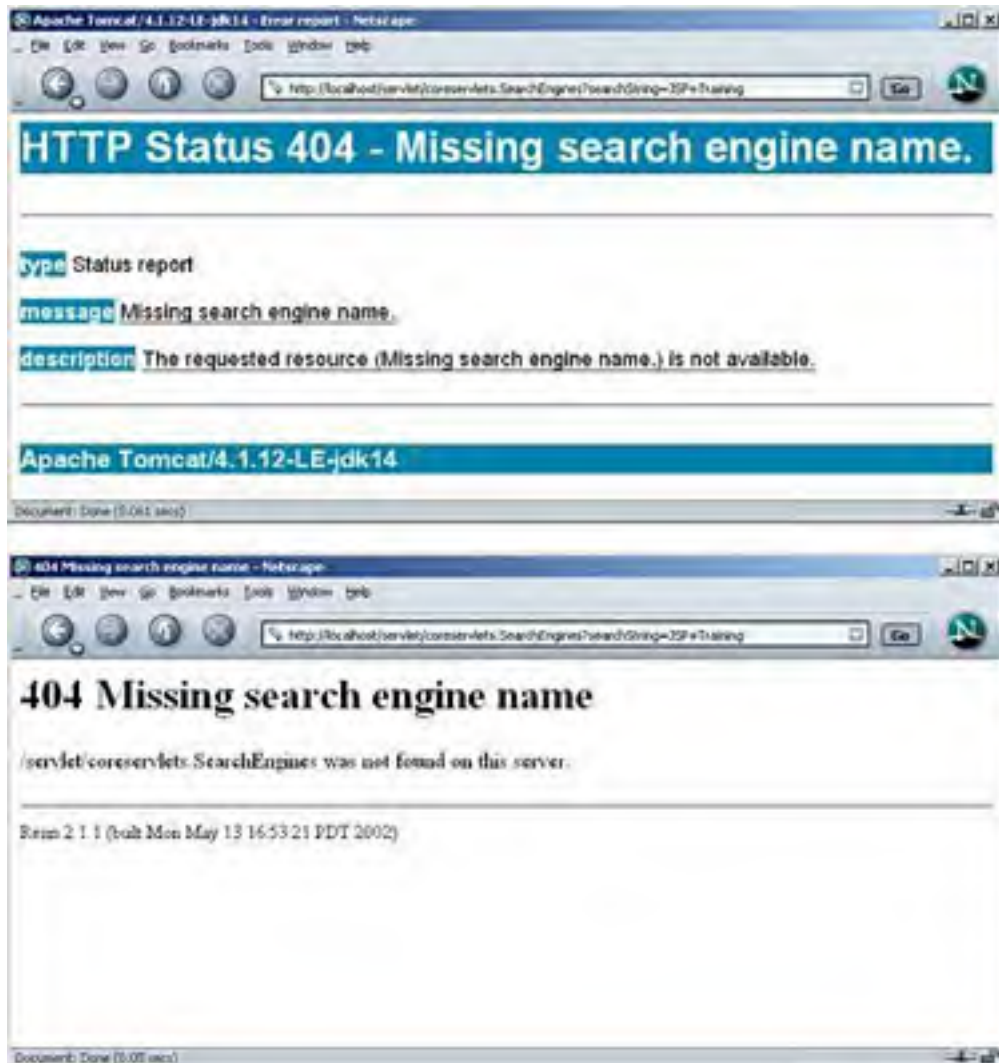 Apache Tomcat/4.1.12-LE-jdk14 - Error report - Netscape
File Edit View Go Bookmarks Tools Window Help
http://localhost/servlet/coreservlets.SearchEngines?searchString=JSP+Training
Go
N
HTTP Status 404 - Missing search engine name.
type Status report
message Missing search engine name.
description The requested resource (Missing search engine name.) is not available.
Apache Tomcat/4.1.12-LE-jdk14
Document: Done (0.061 secs)
404 Missing search engine name - Netscape
File Edit View Go Bookmarks Tools Window Help
http://localhost/servlet/coreservlets.SearchEngines?searchString=JSP+Training
Go
N
404 Missing search engine name
/servlet/coreservlets.SearchEngines was not found on this server.
Resin 2.1.1 (built Mon May 13 16:53:21 PDT 2002)
Document: Done